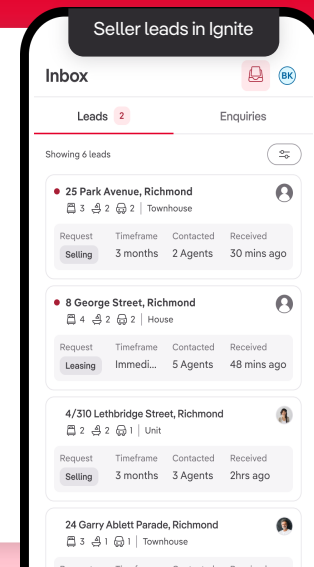 Seller leads in Ignite
Inbox
BK
Leads 2 Enquiries
Showing 6 leads
25 Park Avenue, Richmond
3 2 2 | Townhouse
Request Timeframe Contacted Received
Selling 3 months 2 Agents 30 mins ago
8 George Street, Richmond
4 2 2 | House
Request Timeframe Contacted Received
Leasing Immedi... 5 Agents 48 mins ago
4/310 Lethbridge Street, Richmond
2 2 1 | Unit
Request Timeframe Contacted Received
Selling 3 months 3 Agents 2hrs ago
24 Garry Ablett Parade, Richmond
3 1 1 | Townhouse